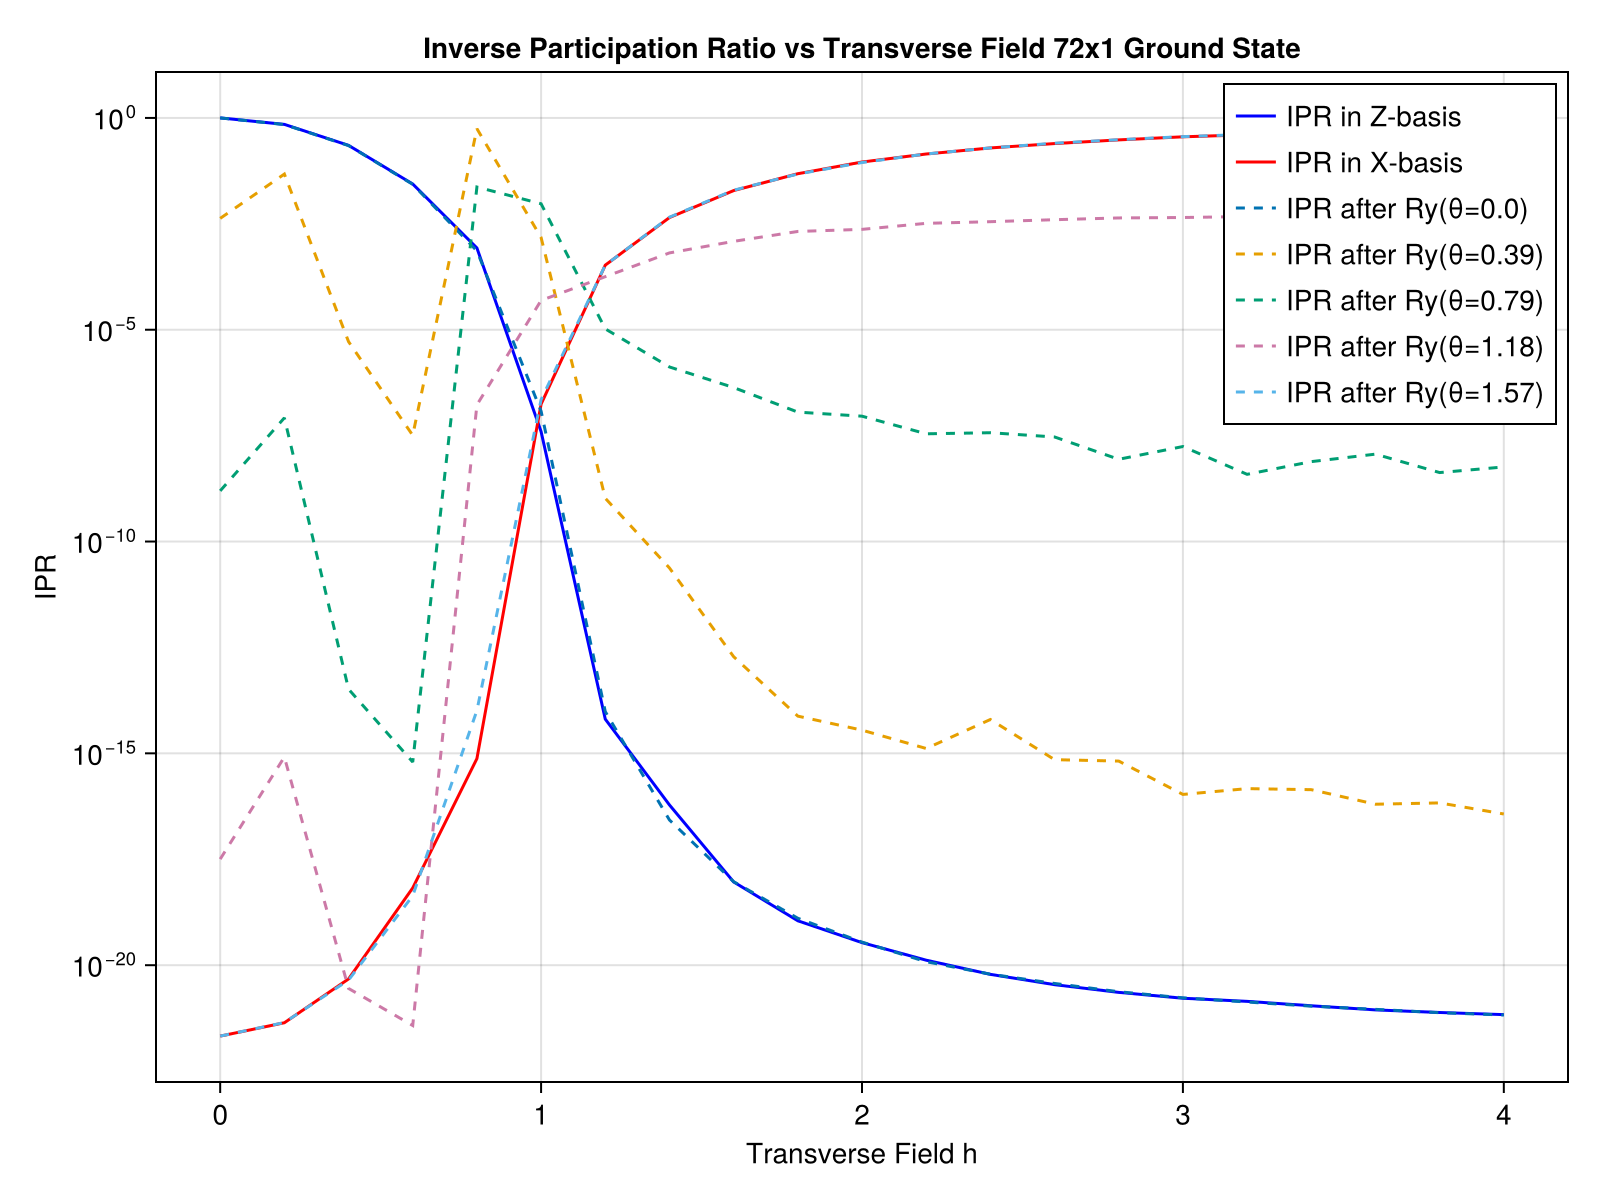 Inverse Participation Ratio vs Transverse Field 72x1 Ground State
IPR in Z-basis
IPR in X-basis
IPR after Ry(θ=0.0)
IPR after Ry(θ=0.39)
IPR after Ry(θ=0.79)
IPR after Ry(θ=1.18)
IPR after Ry(θ=1.57)
IPR
10⁰
10⁻⁵
10⁻¹⁰
10⁻¹⁵
10⁻²⁰
0 1 2 3 4
Transverse Field h